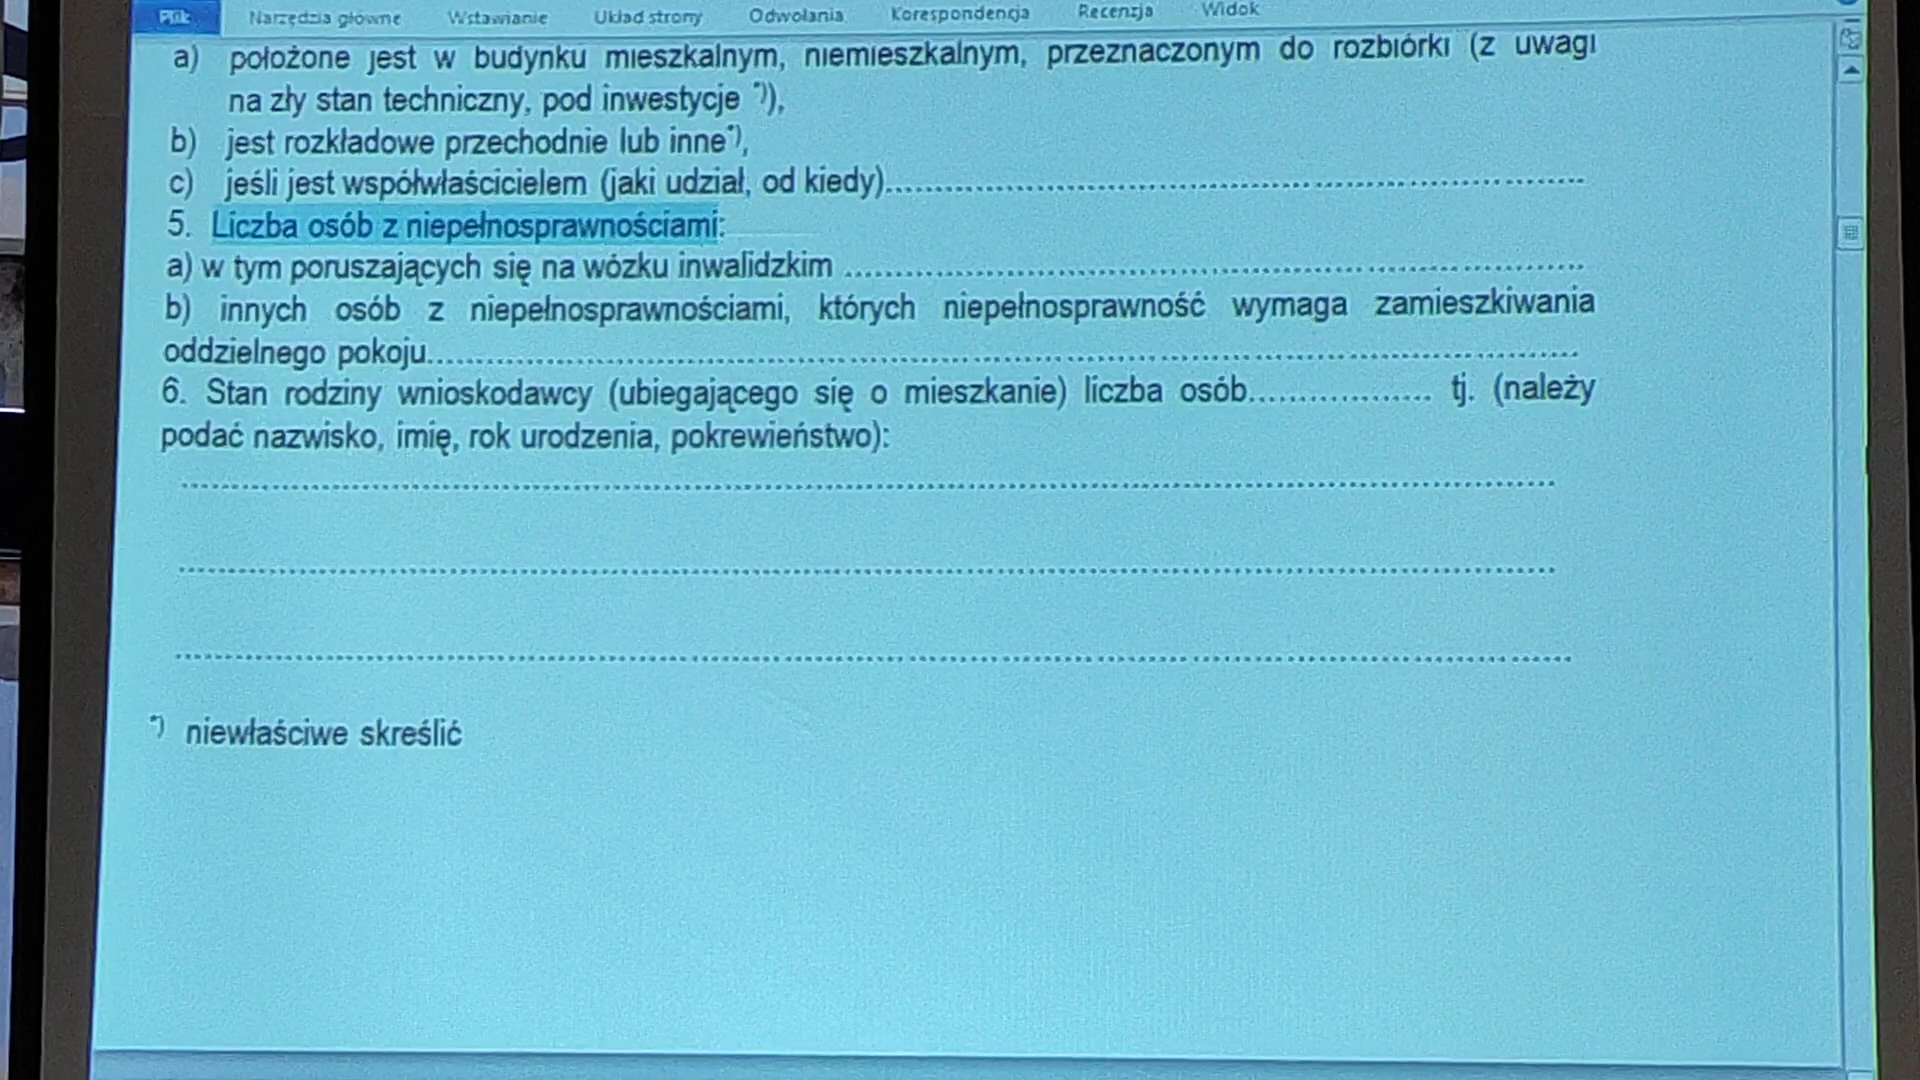 Plik Narzędzia główne Wstawianie Układ strony Odwołania Korespondencja Recenzja Widok
a) położone jest w budynku mieszkalnym, niemieszkalnym, przeznaczonym do rozbiórki (z uwagi
na zły stan techniczny, pod inwestycje *)),
b) jest rozkładowe przechodnie lub inne*),
c) jeśli jest współwłaścicielem (jaki udział, od kiedy)..........................................................
5. Liczba osób z niepełnosprawnościami:
a) w tym poruszających się na wózku inwalidzkim ..........................................................
b) innych osób z niepełnosprawnościami, których niepełnosprawność wymaga zamieszkiwania
oddzielnego pokoju..........................................................
6. Stan rodziny wnioskodawcy (ubiegającego się o mieszkanie) liczba osób.................. tj. (należy
podać nazwisko, imię, rok urodzenia, pokrewieństwo):
..........................................................
..........................................................
..........................................................
*) niewłaściwe skreślić